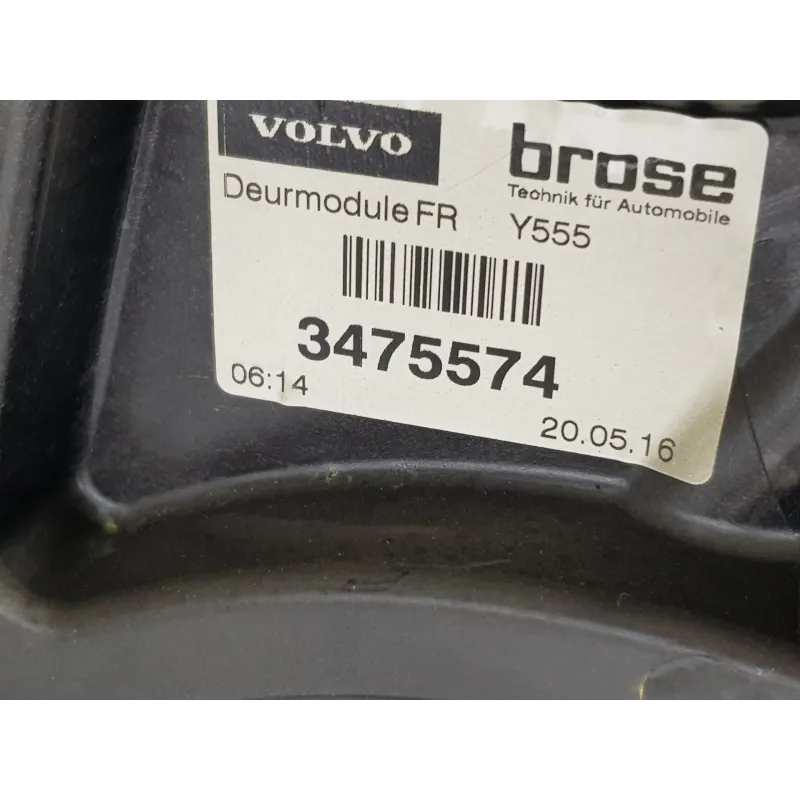 VOLVO
brose
Technik für Automobile
Deurmodule FR
Y555
3475574
06:14
20.05.16